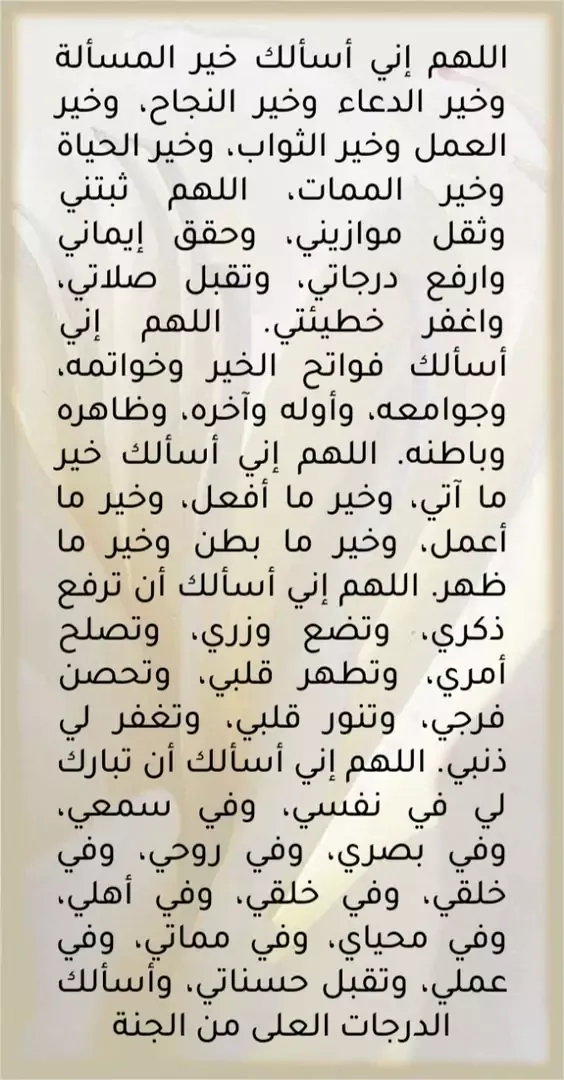 اللهم إني أسألك خير المسألة
وخير الدعاء وخير النجاح، وخير
العمل وخير الثواب، وخير الحياة
وخير الممات، اللهم ثبتني
وثقل موازيني، وحقق إيماني
وارفع درجاتي، وتقبل صلاتي،
واغفر خطيئتي. اللهم إني
أسألك فواتح الخير وخواتمه،
وجوامعه، وأوله وآخره، وظاهره
وباطنه. اللهم إني أسألك خير
ما آتي، وخير ما أفعل، وخير ما
أعمل، وخير ما بطن وخير ما
ظهر. اللهم إني أسألك أن ترفع
ذكري، وتضع وزري، وتصلح
أمري، وتطهر قلبي، وتحصن
فرجي، وتنور قلبي، وتغفر لي
ذنبي. اللهم إني أسألك أن تبارك
لي في نفسي، وفي سمعي،
وفي بصري، وفي روحي، وفي
خلقي، وفي خلقي، وفي أهلي،
وفي محياي، وفي مماتي، وفي
عملي، وتقبل حسناتي، وأسألك
الدرجات العلى من الجنة